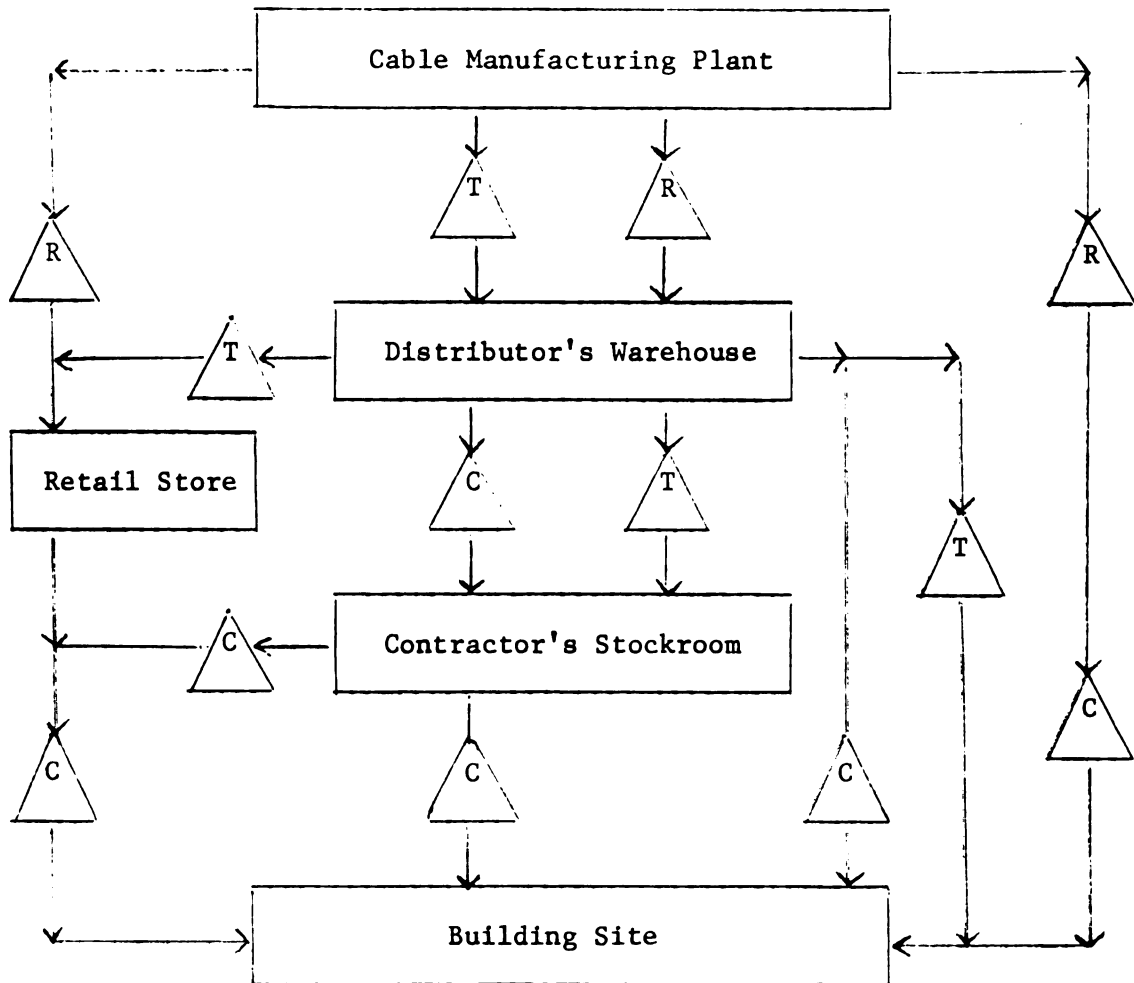 Cable Manufacturing Plant
T
R
R
R
T
Distributor's Warehouse
Retail Store
C
T
T
C
Contractor's Stockroom
C
C
C
C
Building Site